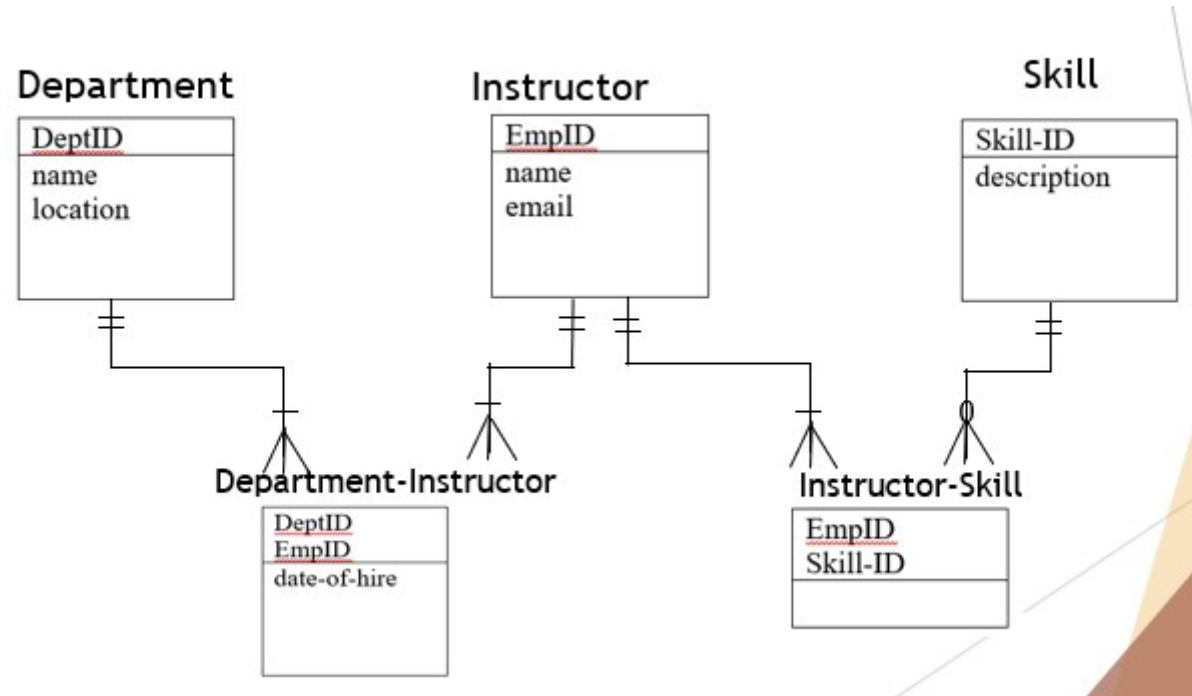 Department
DeptID
name
location
Instructor
EmpID
name
email
Skill
Skill-ID
description
Department-Instructor
DeptID
EmpID
date-of-hire
Instructor-Skill
EmpID
Skill-ID